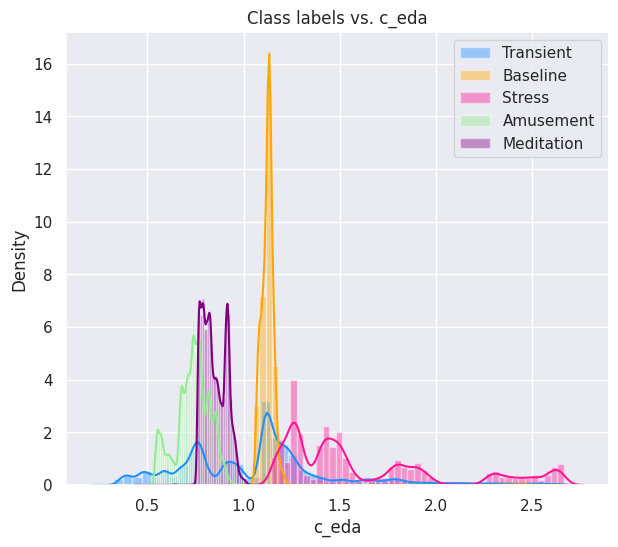 Class labels vs. c_eda
Transient
Baseline
Stress
Amusement
Meditation
16
14
12
10
8
6
4
2
0
Density
0.5
1.0
1.5
2.0
2.5
c_eda